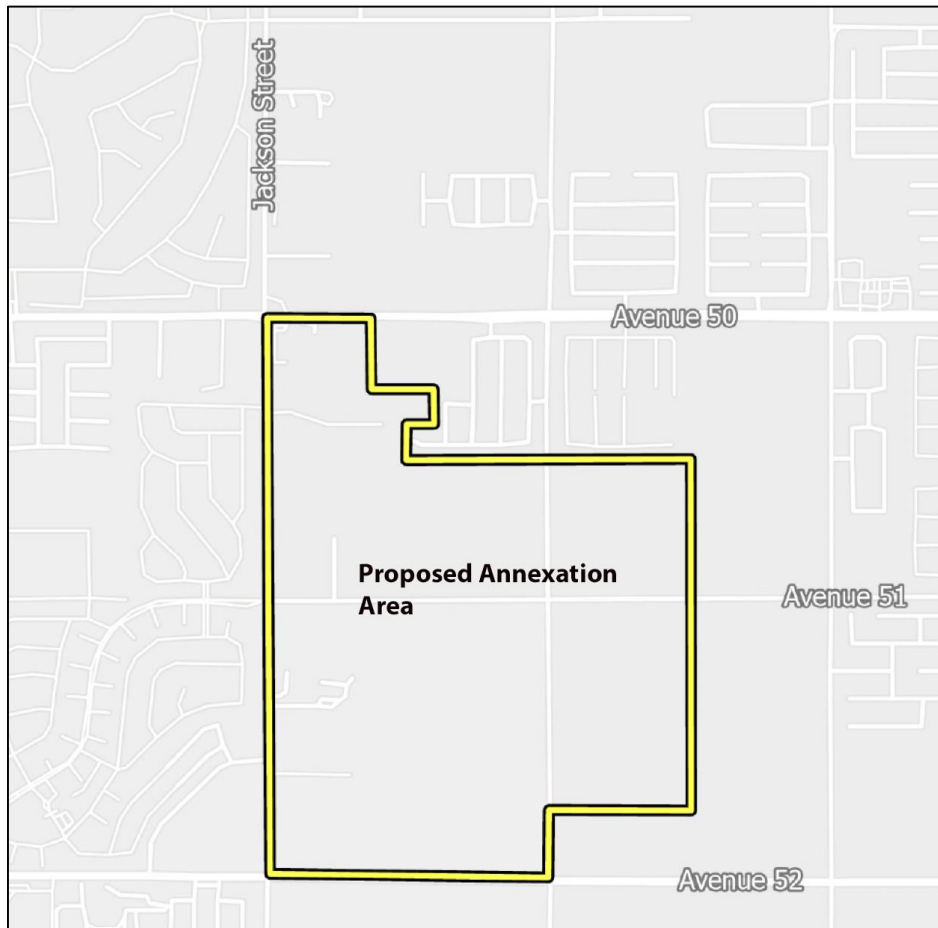 Jackson Street
Avenue 50
Proposed Annexation
Area
Avenue 51
Avenue 52